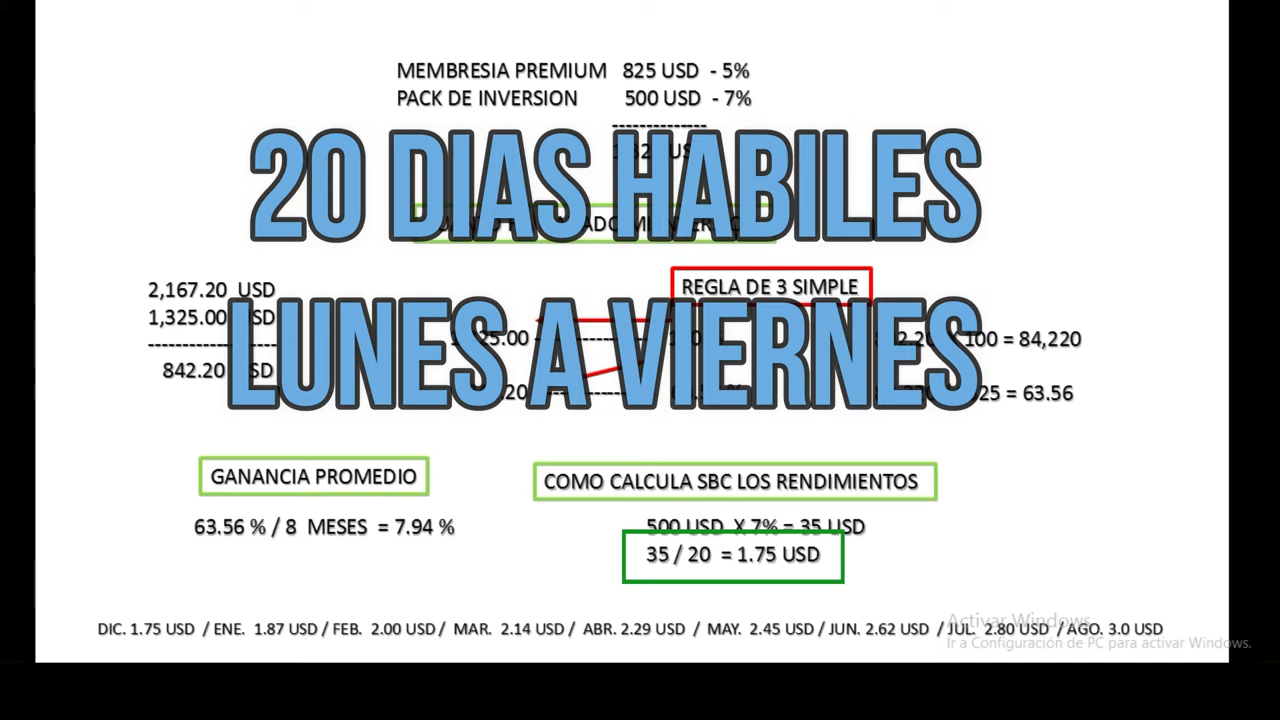 MEMBRESIA PREMIUM 825 USD - 5%
PACK DE INVERSION 500 USD - 7%
--------------
20 DIAS HABILES
2,167.20 USD
REGLA DE 3 SIMPLE
1,325.00
LUNES A VIERNES
100 = 84,220
842.20
= 63.56
GANANCIA PROMEDIO
COMO CALCULA SBC LOS RENDIMIENTOS
63.56 % / 8 MESES = 7.94 %
500 USD X 7% = 35 USD
35 / 20 = 1.75 USD
DIC. 1.75 USD / ENE. 1.87 USD / FEB. 2.00 USD / MAR. 2.14 USD / ABR. 2.29 USD / MAY. 2.45 USD / JUN. 2.62 USD / JUL. 2.80 USD / AGO. 3.0 USD
Activar Windows
Ir a Configuración de PC para activar Windows.